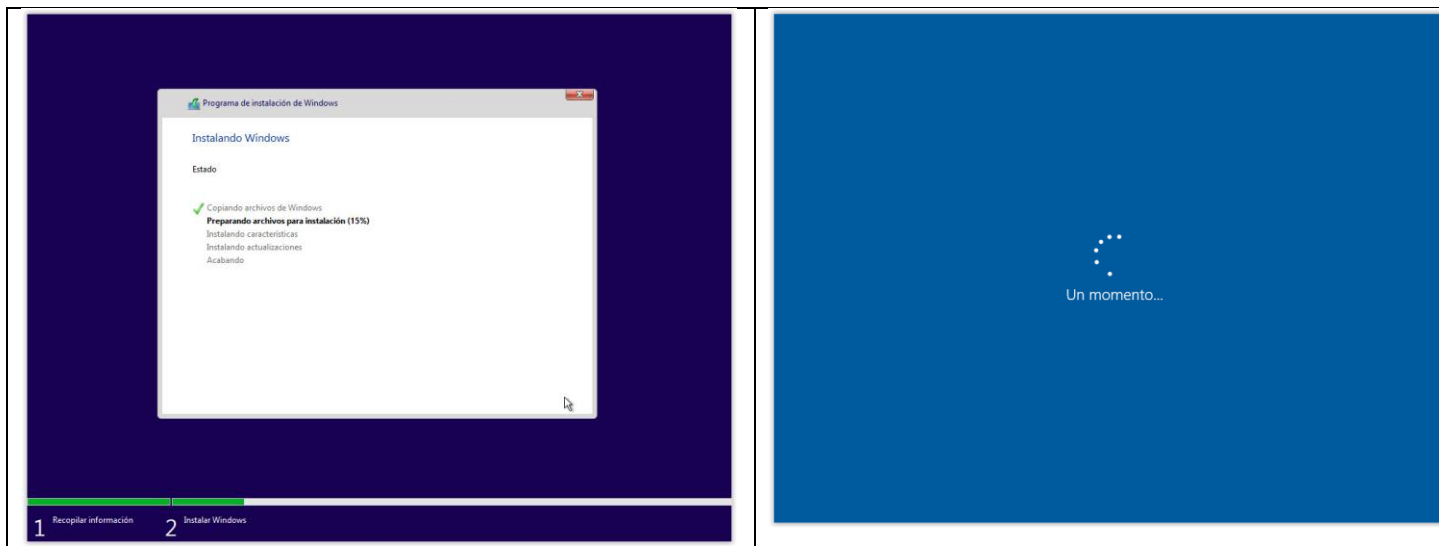 Programa de instalación de Windows
Instalando Windows
Estado
Copiando archivos de Windows
Preparando archivos para instalación (15%)
Instalando características
Instalando actualizaciones
Acabando
1 Recopilar información
2 Instalar Windows
Un momento...